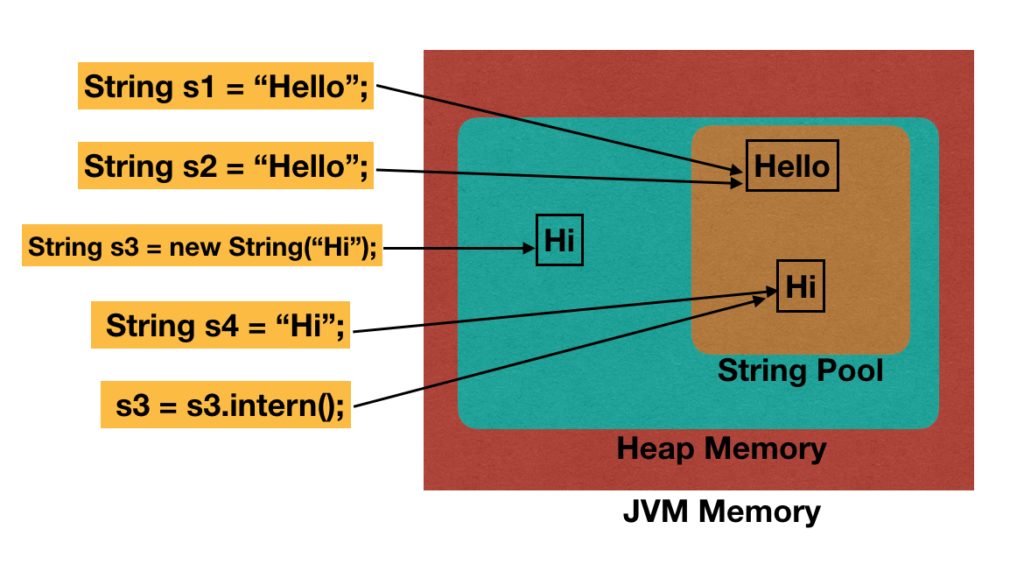 String s1 = “Hello”;
String s2 = “Hello”;
String s3 = new String(“Hi”);
String s4 = “Hi”;
s3 = s3.intern();
Hello
Hi
Hi
String Pool
Heap Memory
JVM Memory